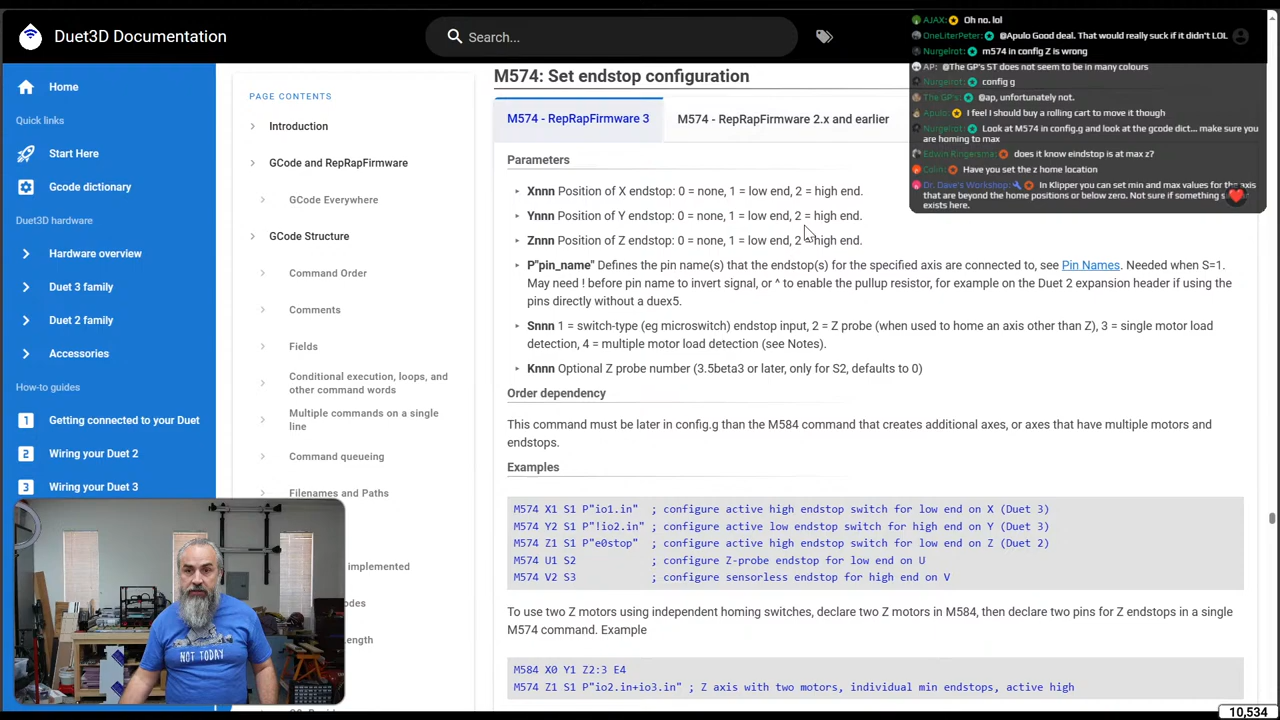 Duet3D Documentation
Search...
Home
Quick links
Start Here
Gcode dictionary
Duet3D hardware
Hardware overview
Duet 3 family
Duet 2 family
Accessories
How-to guides
1 Getting connected to your Duet
2 Wiring your Duet 2
3 Wiring your Duet 3
PAGE CONTENTS
Introduction
GCode and RepRapFirmware
GCode Everywhere
GCode Structure
Command Order
Comments
Fields
Conditional execution, loops, and
other command words
Multiple commands on a single
line
Command queueing
Filenames and Paths
implemented
odes
length
M574: Set endstop configuration
M574 - RepRapFirmware 3
M574 - RepRapFirmware 2.x and earlier
Parameters
Xnnn Position of X endstop: 0 = none, 1 = low end, 2 = high end.
Ynnn Position of Y endstop: 0 = none, 1 = low end, 2 = high end.
Znnn Position of Z endstop: 0 = none, 1 = low end, 2 = high end.
P"pin_name" Defines the pin name(s) that the endstop(s) for the specified axis are connected to, see Pin Names. Needed when S=1.
May need ! before pin name to invert signal, or ^ to enable the pullup resistor, for example on the Duet 2 expansion header if using the
pins directly without a duex5.
Snnn 1 = switch-type (eg microswitch) endstop input, 2 = Z probe (when used to home an axis other than Z), 3 = single motor load
detection, 4 = multiple motor load detection (see Notes).
Knnn Optional Z probe number (3.5beta3 or later, only for S2, defaults to 0)
Order dependency
This command must be later in config.g than the M584 command that creates additional axes, or axes that have multiple motors and
endstops.
Examples
M574 X1 S1 P"io1.in" ; configure active high endstop switch for low end on X (Duet 3)
M574 Y2 S1 P"!io2.in" ; configure active low endstop switch for high end on Y (Duet 3)
M574 Z1 S1 P"e0stop" ; configure active high endstop switch for low end on Z (Duet 2)
M574 U1 S2 ; configure Z-probe endstop for low end on U
M574 V2 S3 ; configure sensorless endstop for high end on V
To use two Z motors using independent homing switches, declare two Z motors in M584, then declare two pins for Z endstops in a single
M574 command. Example
M584 X0 Y1 Z2:3 E4
M574 Z1 S1 P"io2.in+io3.in" ; Z axis with two motors, individual min endstops, active high
AJAX: Oh no. lol
OneLiterPeter: @Apulo Good deal. That would really suck if it didn't LOL
Nurgelrot: m574 in config Z is wrong
AP: @The GP's 5T does not seem to be in many colours
Nurgelrot: config g
The GP's: @ap, unfortunately not.
Apulo: I feel I should buy a rolling cart to move it though
Nurgelrot: Look at M574 in config.g and look at the gcode dict... make sure you
are homing to max
Edwin Ringersma: does it know eindstop is at max z?
Colin: Have you set the z home location
Dr. Dave's Workshop: In Klipper you can set min and max values for the axis
that are beyond the home positions or below zero. Not sure if something
exists here.
NOT TODAY
10,534